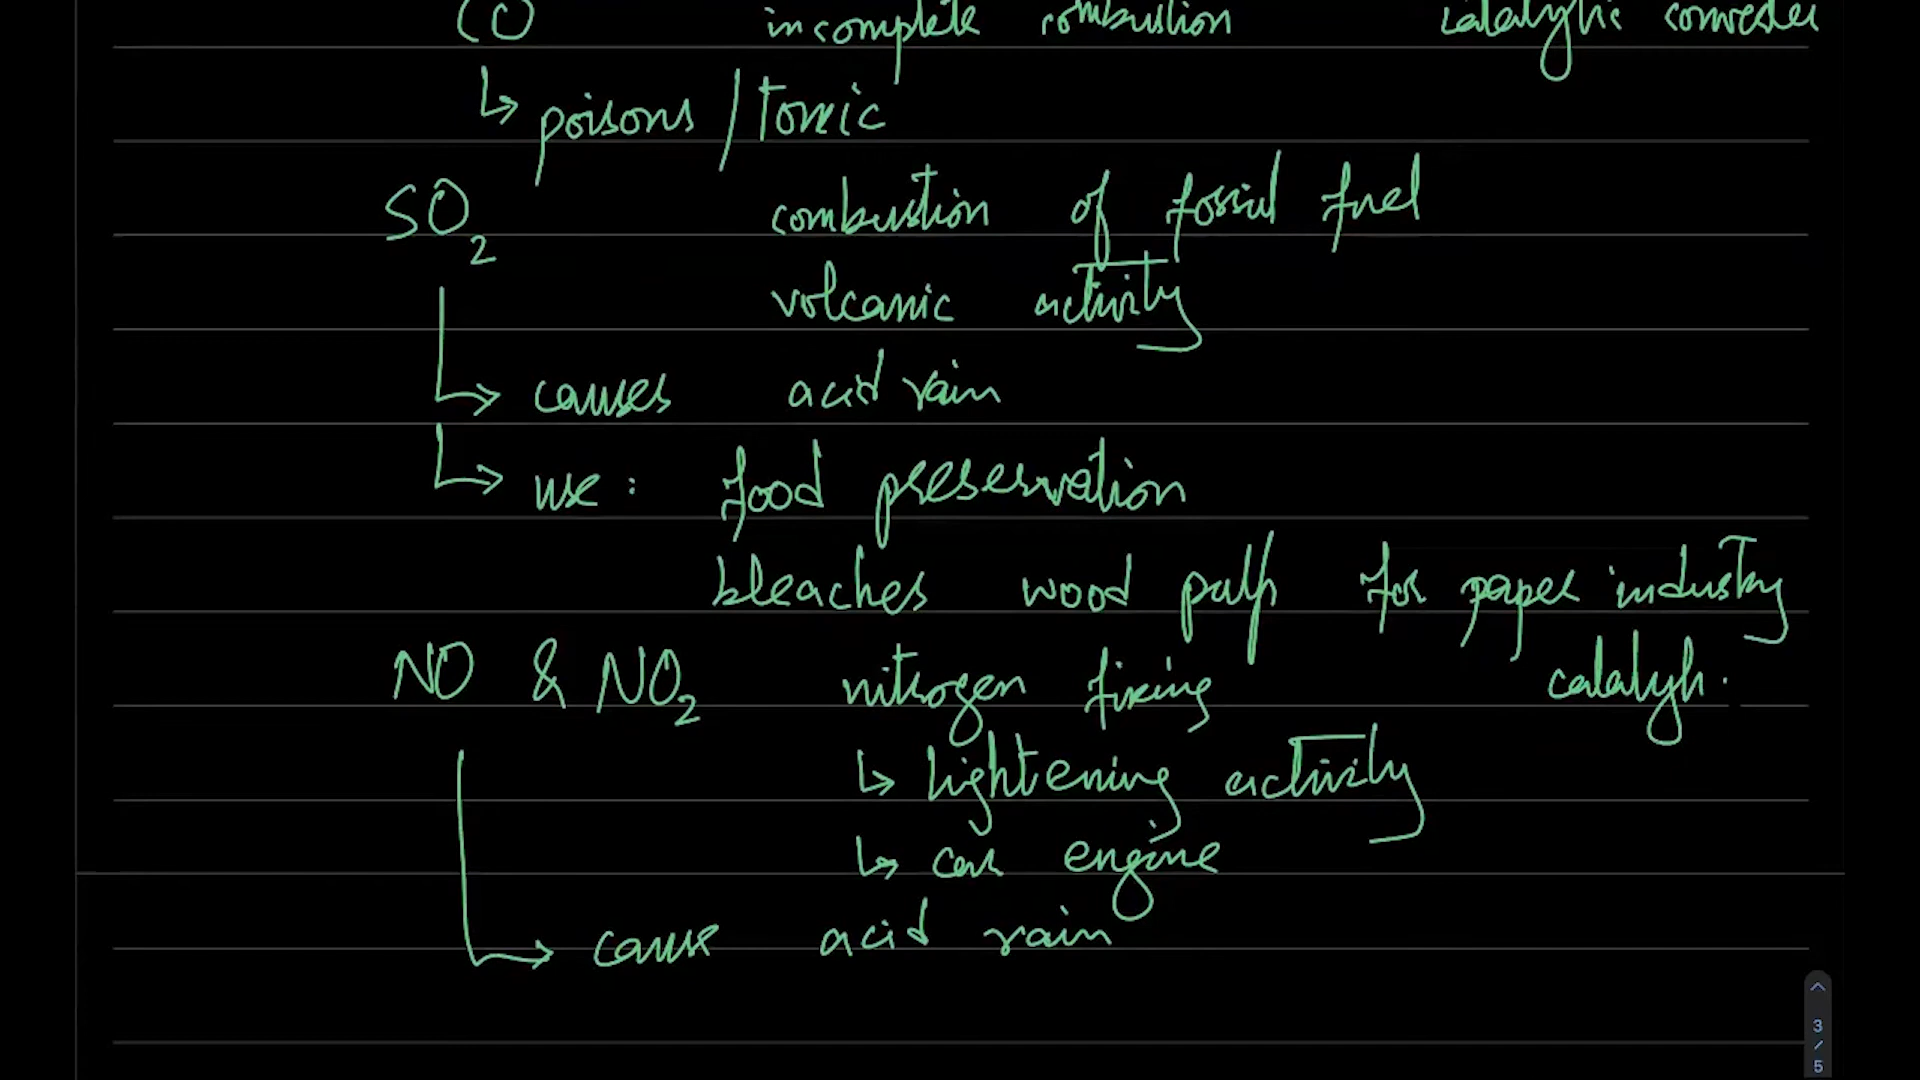 CO incomplete combustion catalytic converter
↳ poisons / Toxic
SO2 combustion of fossil fuel
volcanic activity
↳ causes acid rain
↳ use : food preservation
bleaches wood pulp for paper industry
NO & NO2 nitrogen fixing catalyh.
↳ lightening activity
↳ car engine
↳ cause acid rain
3
/
5